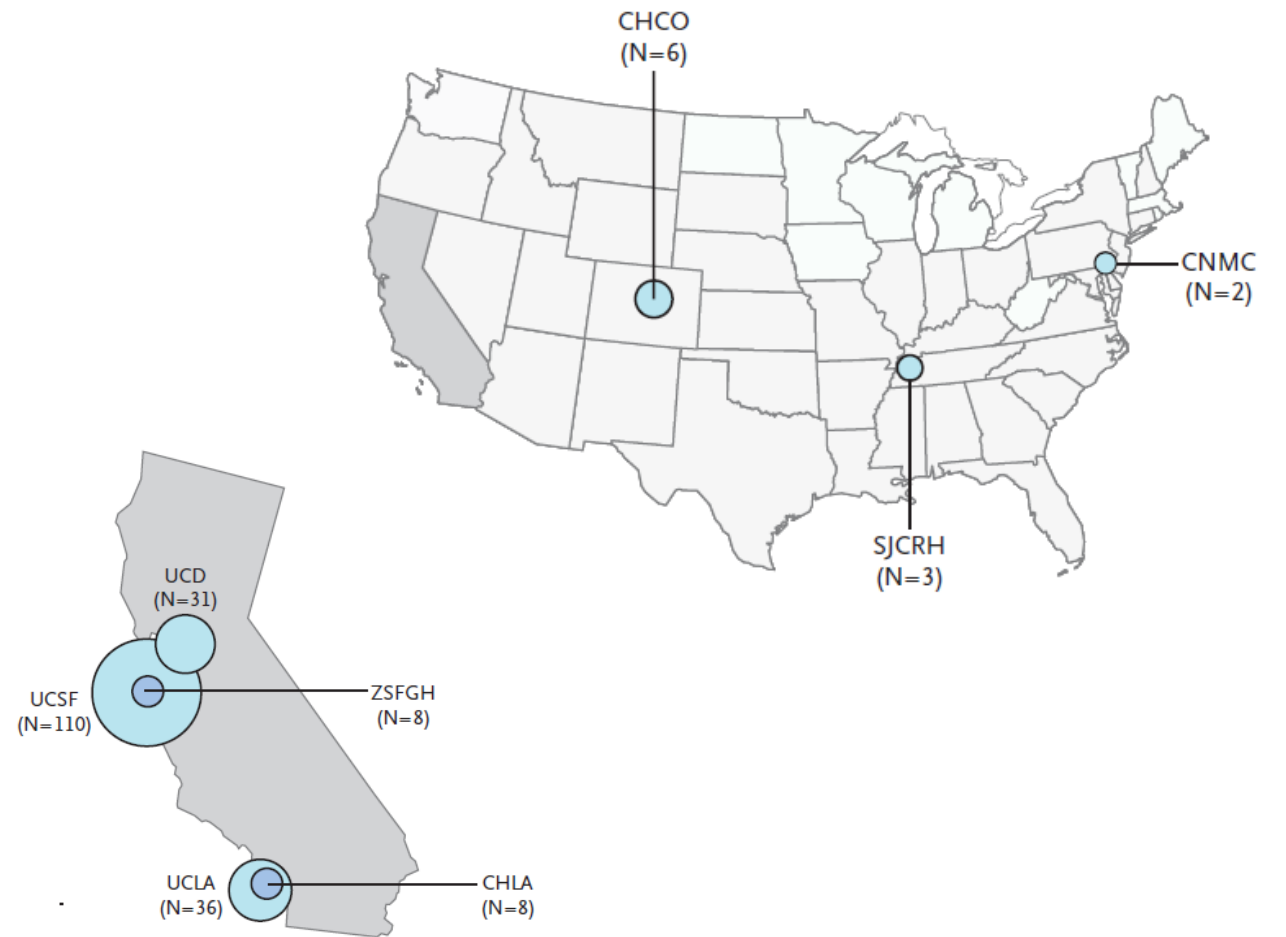 CHCO
(N=6)
CNMC
(N=2)
SJCRH
(N=3)
UCD
(N=31)
UCSF
(N=110)
ZSFGH
(N=8)
UCLA
(N=36)
CHLA
(N=8)